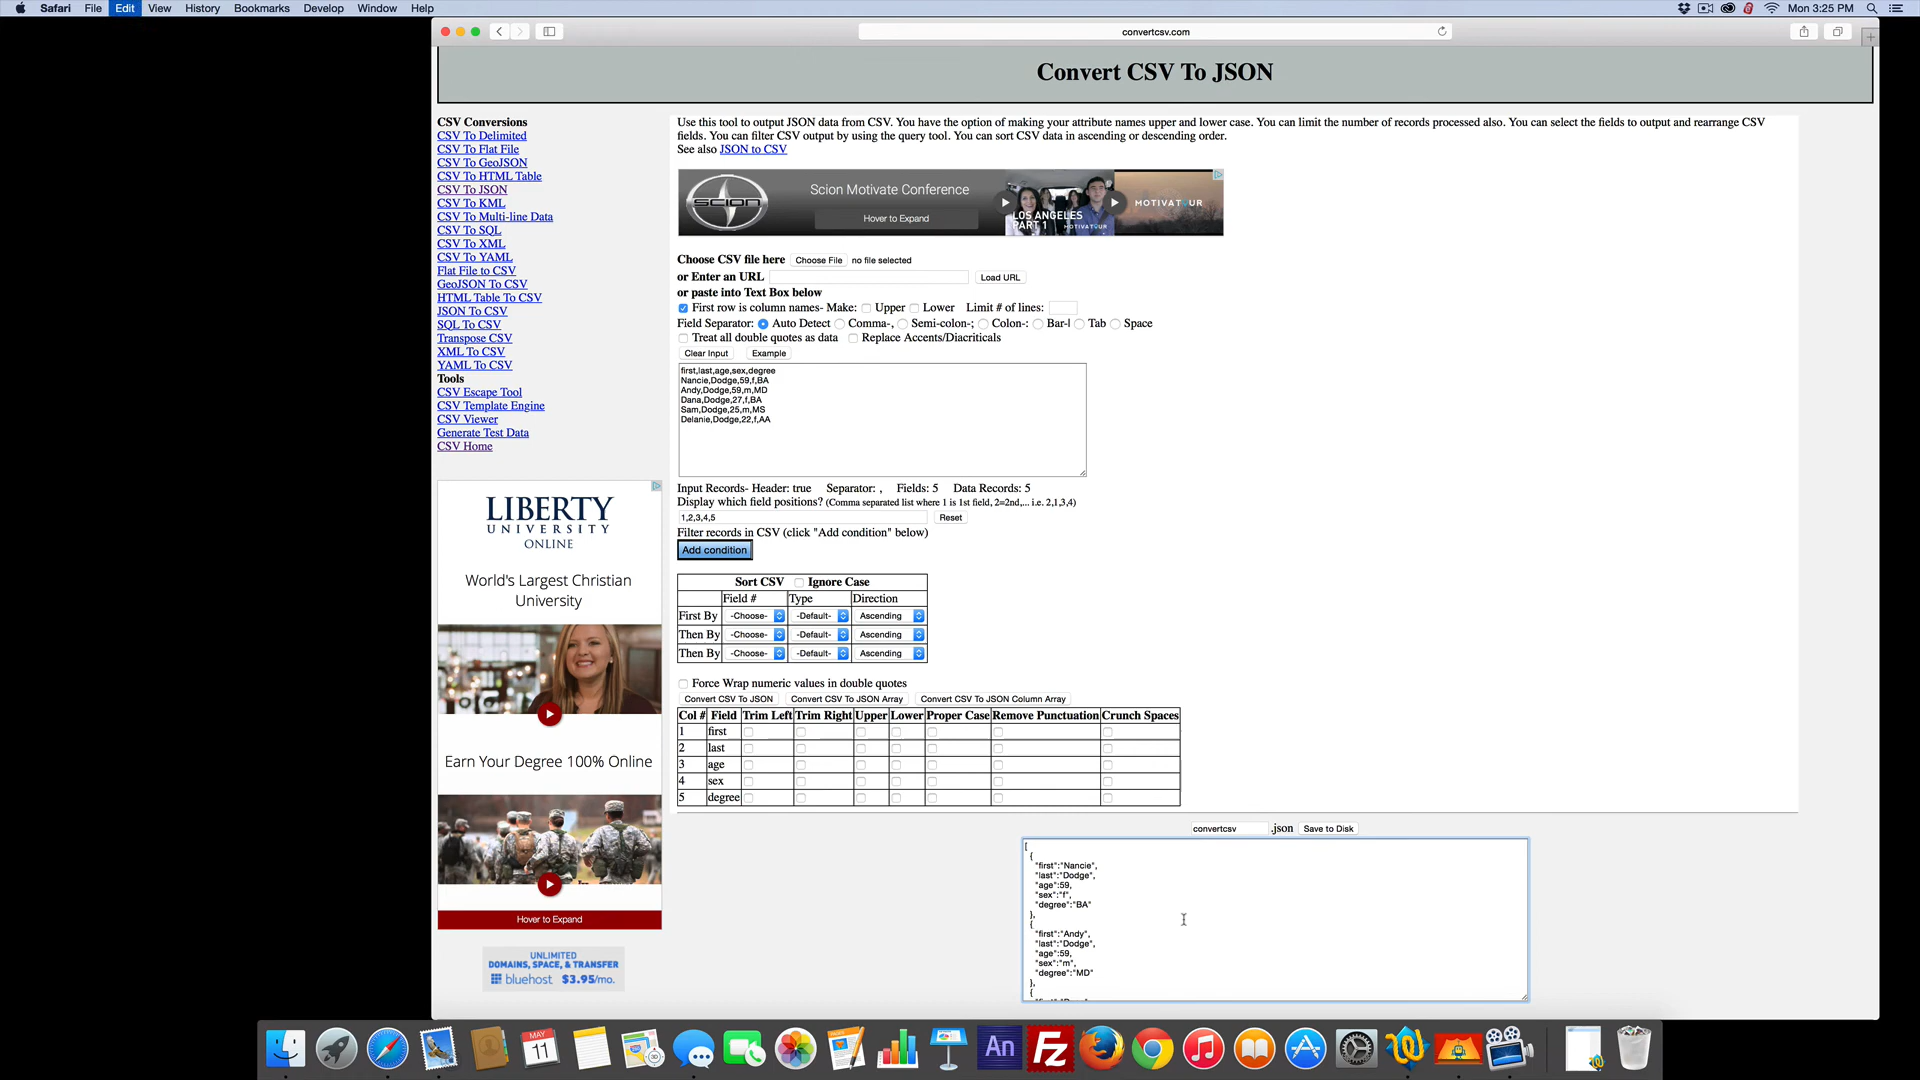 Safari File Edit View History Bookmarks Develop Window Help
Mon 3:25 PM
convertcsv.com
Convert CSV To JSON
CSV Conversions
CSV To Delimited
CSV To Flat File
CSV To GeoJSON
CSV To HTML Table
CSV To JSON
CSV To KML
CSV To Multi-line Data
CSV To SQL
CSV To XML
CSV To YAML
Flat File to CSV
GeoJSON To CSV
HTML Table To CSV
JSON To CSV
SQL To CSV
Transpose CSV
XML To CSV
YAML To CSV
Tools
CSV Escape Tool
CSV Template Engine
CSV Viewer
Generate Test Data
CSV Home
LIBERTY
UNIVERSITY
ONLINE
World's Largest Christian
University
Earn Your Degree 100% Online
Hover to Expand
UNLIMITED
DOMAINS, SPACE, & TRANSFER
bluehost $3.95/mo.
Use this tool to output JSON data from CSV. You have the option of making your attribute names upper and lower case. You can limit the number of records processed also. You can select the fields to output and rearrange CSV
fields. You can filter CSV output by using the query tool. You can sort CSV data in ascending or descending order.
See also JSON to CSV
SCION
Scion Motivate Conference
Hover to Expand
LOS ANGELES
PART 1
MOTIVATOUR
MOTIVATOUR
Choose CSV file here Choose File no file selected
or Enter an URL Load URL
or paste into Text Box below
First row is column names- Make: Upper Lower Limit # of lines:
Field Separator: Auto Detect Comma-, Semi-colon-; Colon-: Bar-| Tab Space
Treat all double quotes as data Replace Accents/Diacriticals
Clear Input Example
first,last,age,sex,degree
Nancie,Dodge,59,f,BA
Andy,Dodge,59,m,MD
Dana,Dodge,27,f,BA
Sam,Dodge,25,m,MS
Delanie,Dodge,22,f,AA
Input Records- Header: true Separator: , Fields: 5 Data Records: 5
Display which field positions? (Comma separated list where 1 is 1st field, 2=2nd,... i.e. 2,1,3,4)
1,2,3,4,5 Reset
Filter records in CSV (click "Add condition" below)
Add condition
Sort CSV Ignore Case
Field # Type Direction
First By -Choose- -Default- Ascending
Then By -Choose- -Default- Ascending
Then By -Choose- -Default- Ascending
Force Wrap numeric values in double quotes
Convert CSV To JSON Convert CSV To JSON Array Convert CSV To JSON Column Array
Col # Field Trim Left Trim Right Upper Lower Proper Case Remove Punctuation Crunch Spaces
1 first
2 last
3 age
4 sex
5 degree
convertcsv .json Save to Disk
[
{
"first":"Nancie",
"last":"Dodge",
"age":59,
"sex":"f",
"degree":"BA"
},
{
"first":"Andy",
"last":"Dodge",
"age":59,
"sex":"m",
"degree":"MD"
},
{
MAY
11
An
Fz